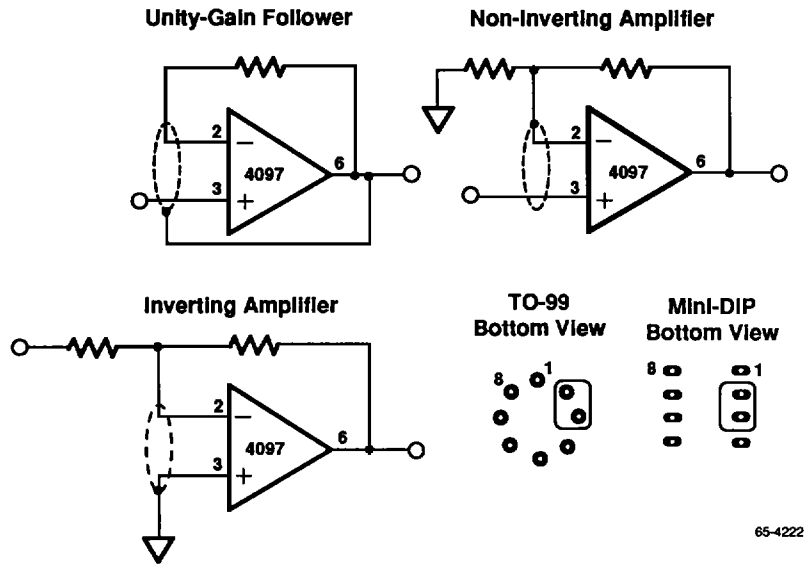 Unity-Gain Follower
2
3
4097
6
Non-Inverting Amplifier
2
3
4097
6
Inverting Amplifier
2
3
4097
6
TO-99
Bottom View
8
1
Mini-DIP
Bottom View
8
1
65-4222